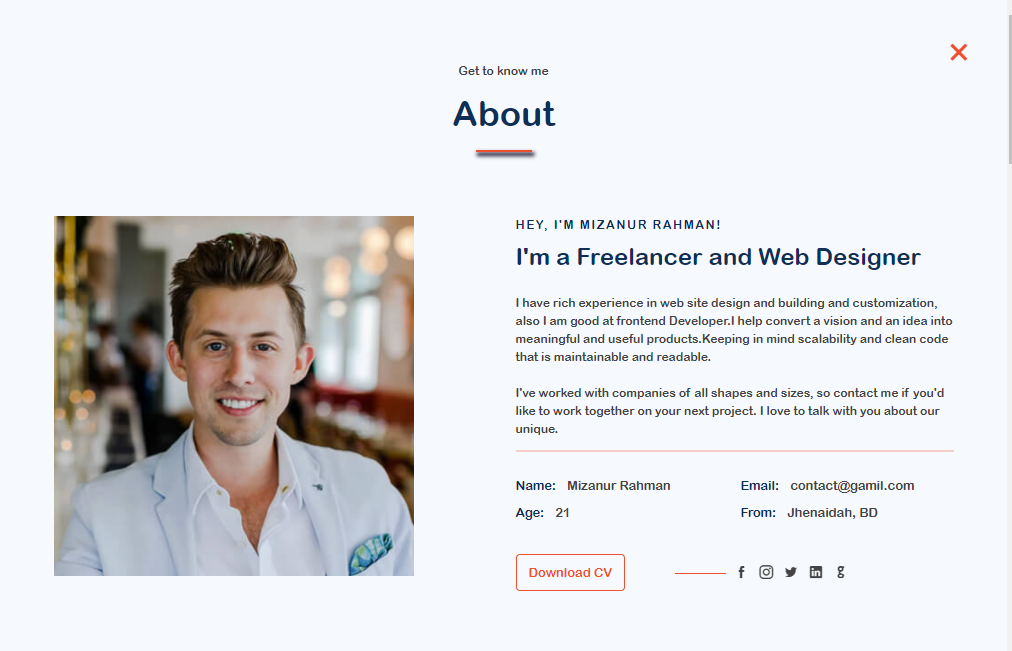 Get to know me
About
HEY, I'M MIZANUR RAHMAN!
I'm a Freelancer and Web Designer
I have rich experience in web site design and building and customization,
also I am good at frontend Developer.I help convert a vision and an idea into
meaningful and useful products.Keeping in mind scalability and clean code
that is maintainable and readable.
I've worked with companies of all shapes and sizes, so contact me if you'd
like to work together on your next project. I love to talk with you about our
unique.
Name: Mizanur Rahman Email: contact@gamil.com
Age: 21 From: Jhenaidah, BD
Download CV